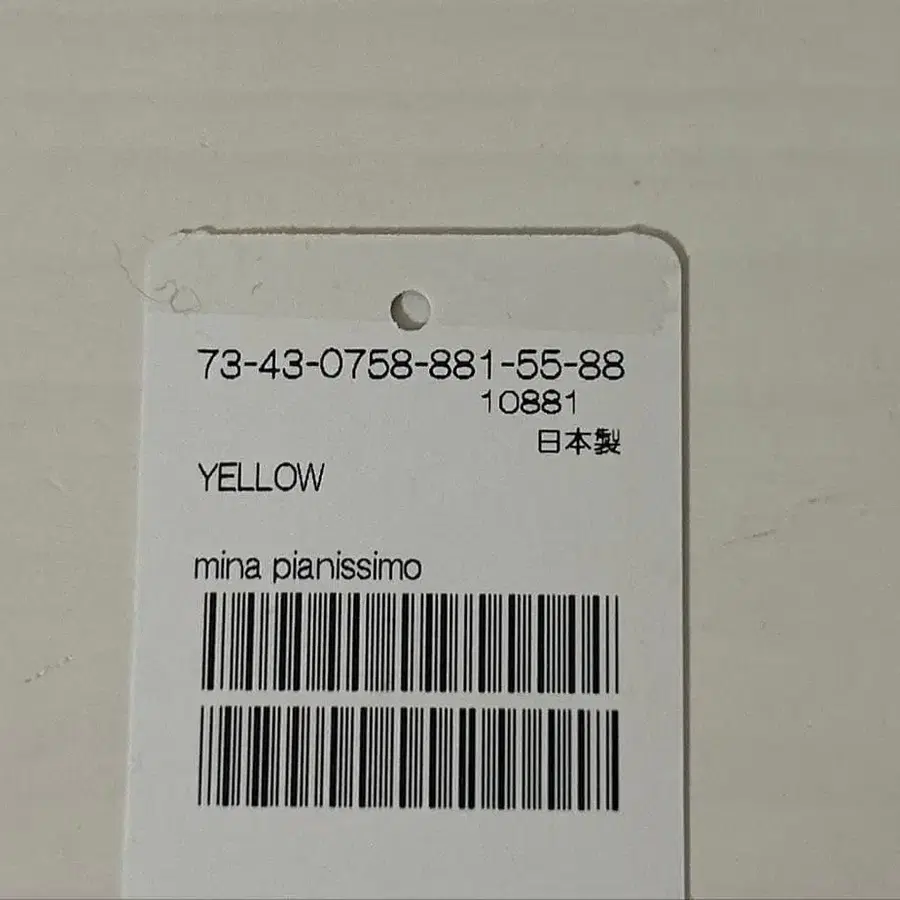 73-43-0758-881-55-88
10881
日本製
YELLOW
mina pianissimo